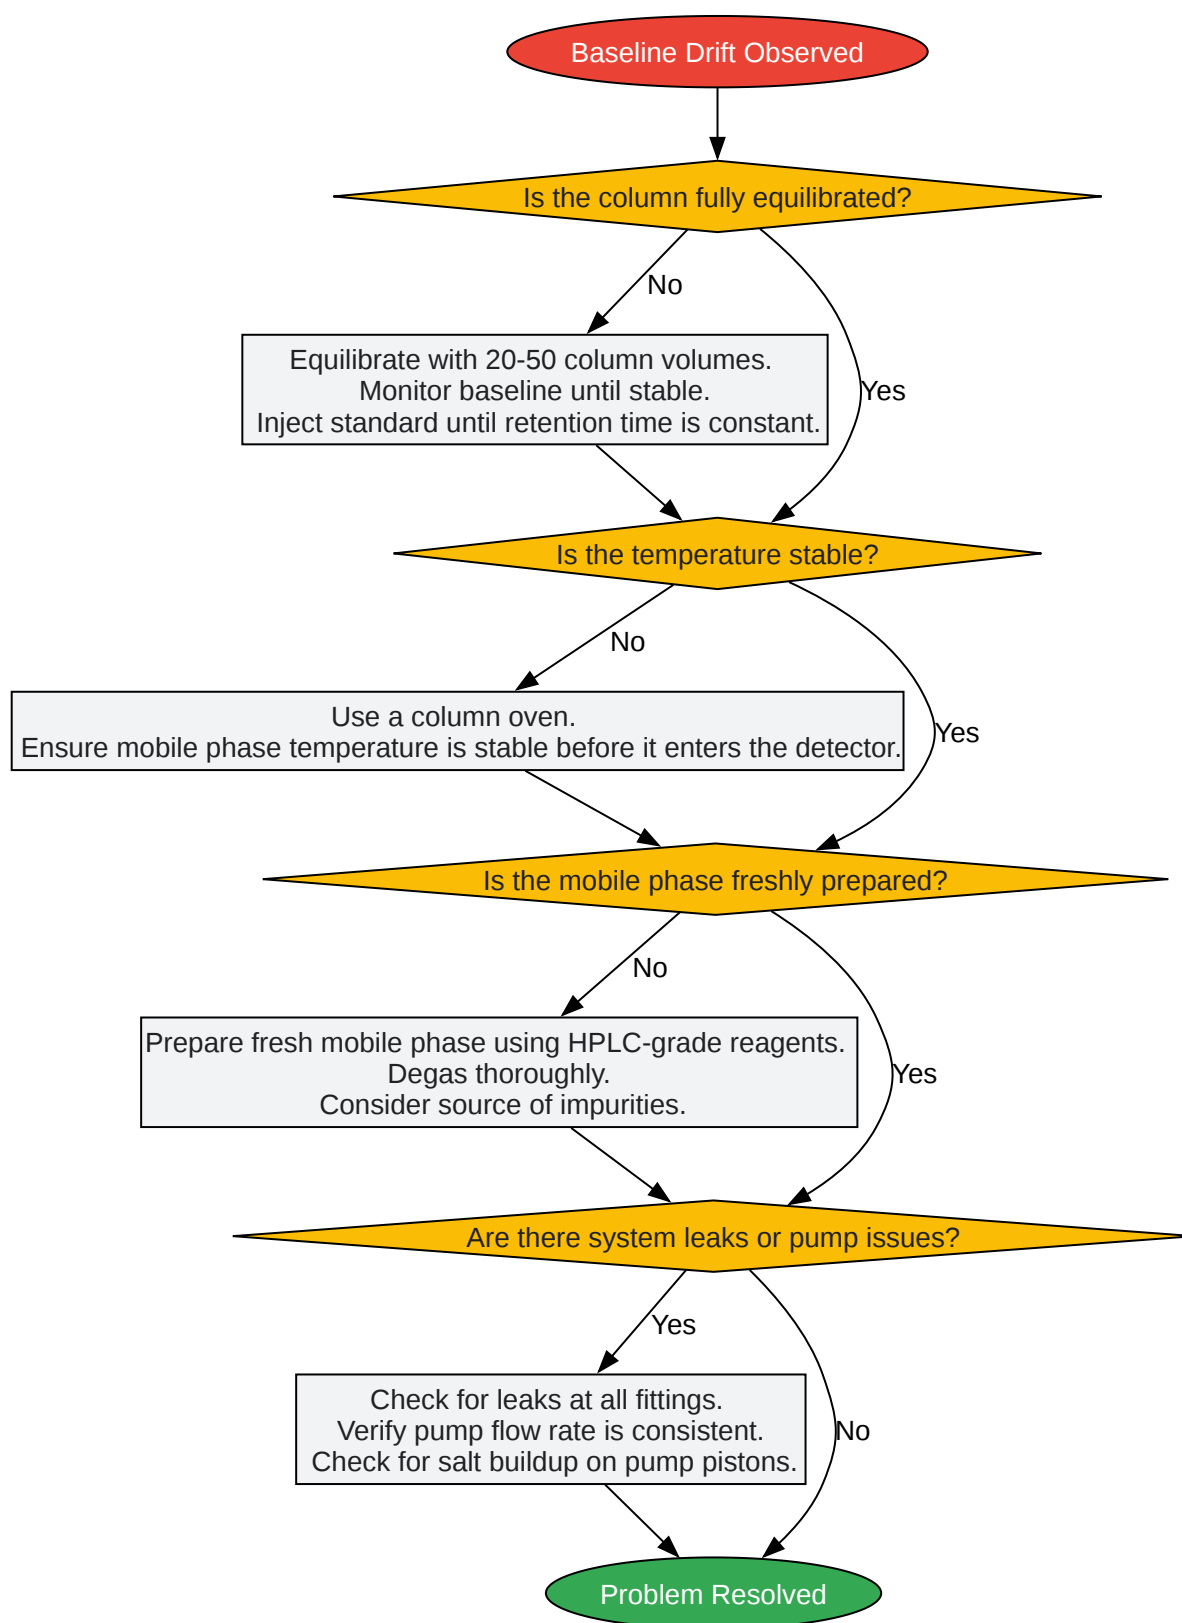 Baseline Drift Observed
Is the column fully equilibrated?
No
Equilibrate with 20-50 column volumes.
Monitor baseline until stable.
Inject standard until retention time is constant.
Yes
Is the temperature stable?
No
Use a column oven.
Ensure mobile phase temperature is stable before it enters the detector.
Yes
Is the mobile phase freshly prepared?
No
Prepare fresh mobile phase using HPLC-grade reagents.
Degas thoroughly.
Consider source of impurities.
Yes
Are there system leaks or pump issues?
Yes
Check for leaks at all fittings.
Verify pump flow rate is consistent.
Check for salt buildup on pump pistons.
No
Problem Resolved